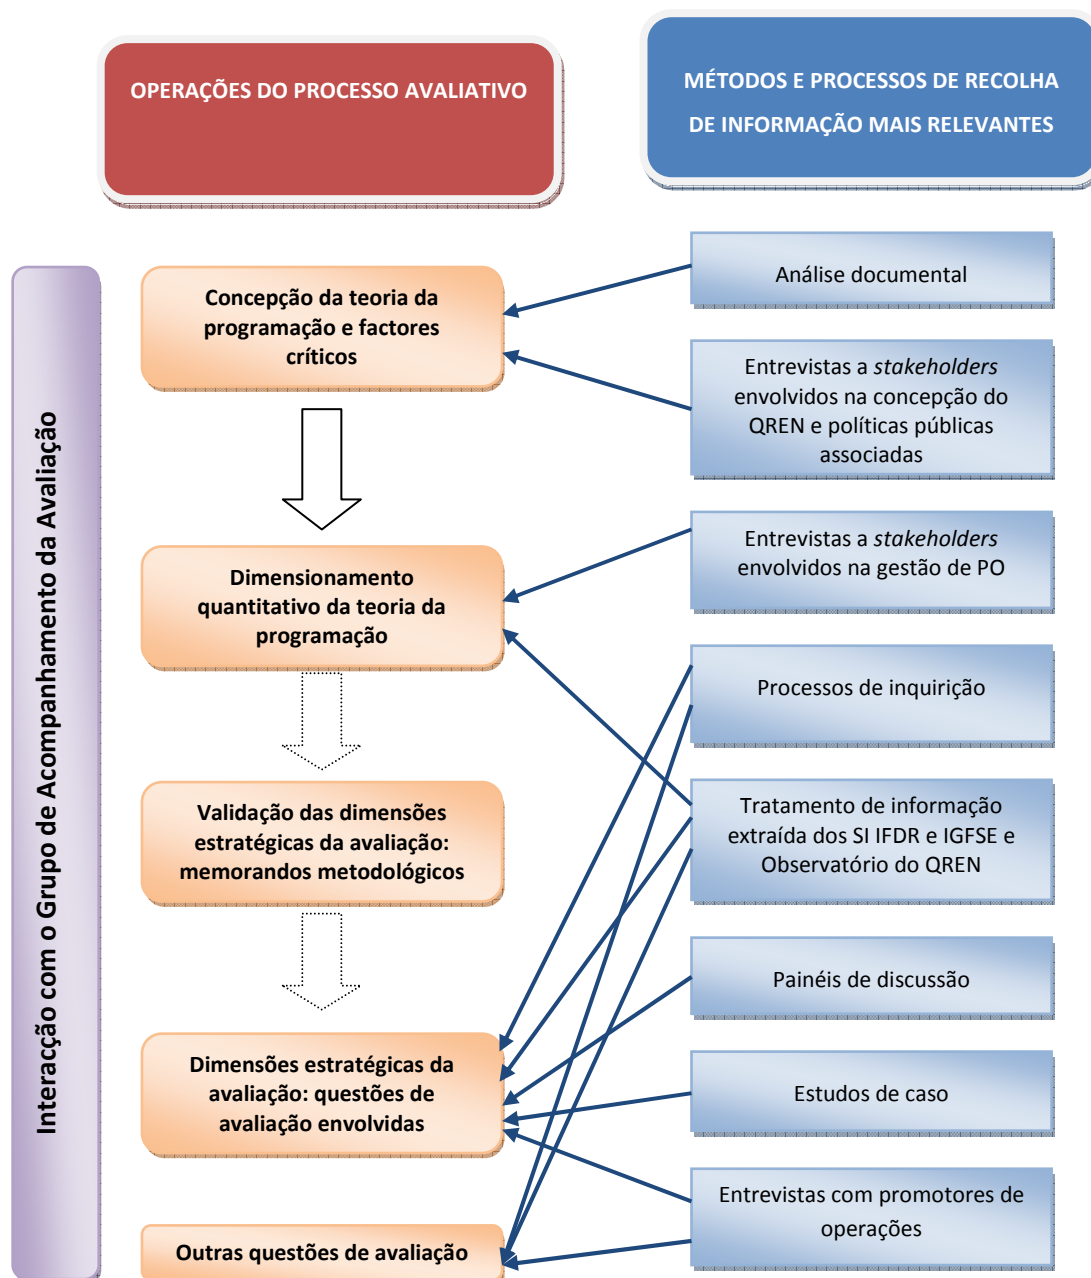 OPERAÇÕES DO PROCESSO AVALIATIVO
MÉTODOS E PROCESSOS DE RECOLHA
DE INFORMAÇÃO MAIS RELEVANTES
Interacção com o Grupo de Acompanhamento da Avaliação
Concepção da teoria da
programação e factores
críticos
Dimensionamento
quantitativo da teoria da
programação
Validação das dimensões
estratégicas da avaliação:
memorandos metodológicos
Dimensões estratégicas da
avaliação: questões de
avaliação envolvidas
Outras questões de avaliação
Análise documental
Entrevistas a stakeholders
envolvidos na concepção do
QREN e políticas públicas
associadas
Entrevistas a stakeholders
envolvidos na gestão de PO
Processos de inquirição
Tratamento de informação
extraída dos SI IFDR e IGFSE e
Observatório do QREN
Painéis de discussão
Estudos de caso
Entrevistas com promotores de
operações